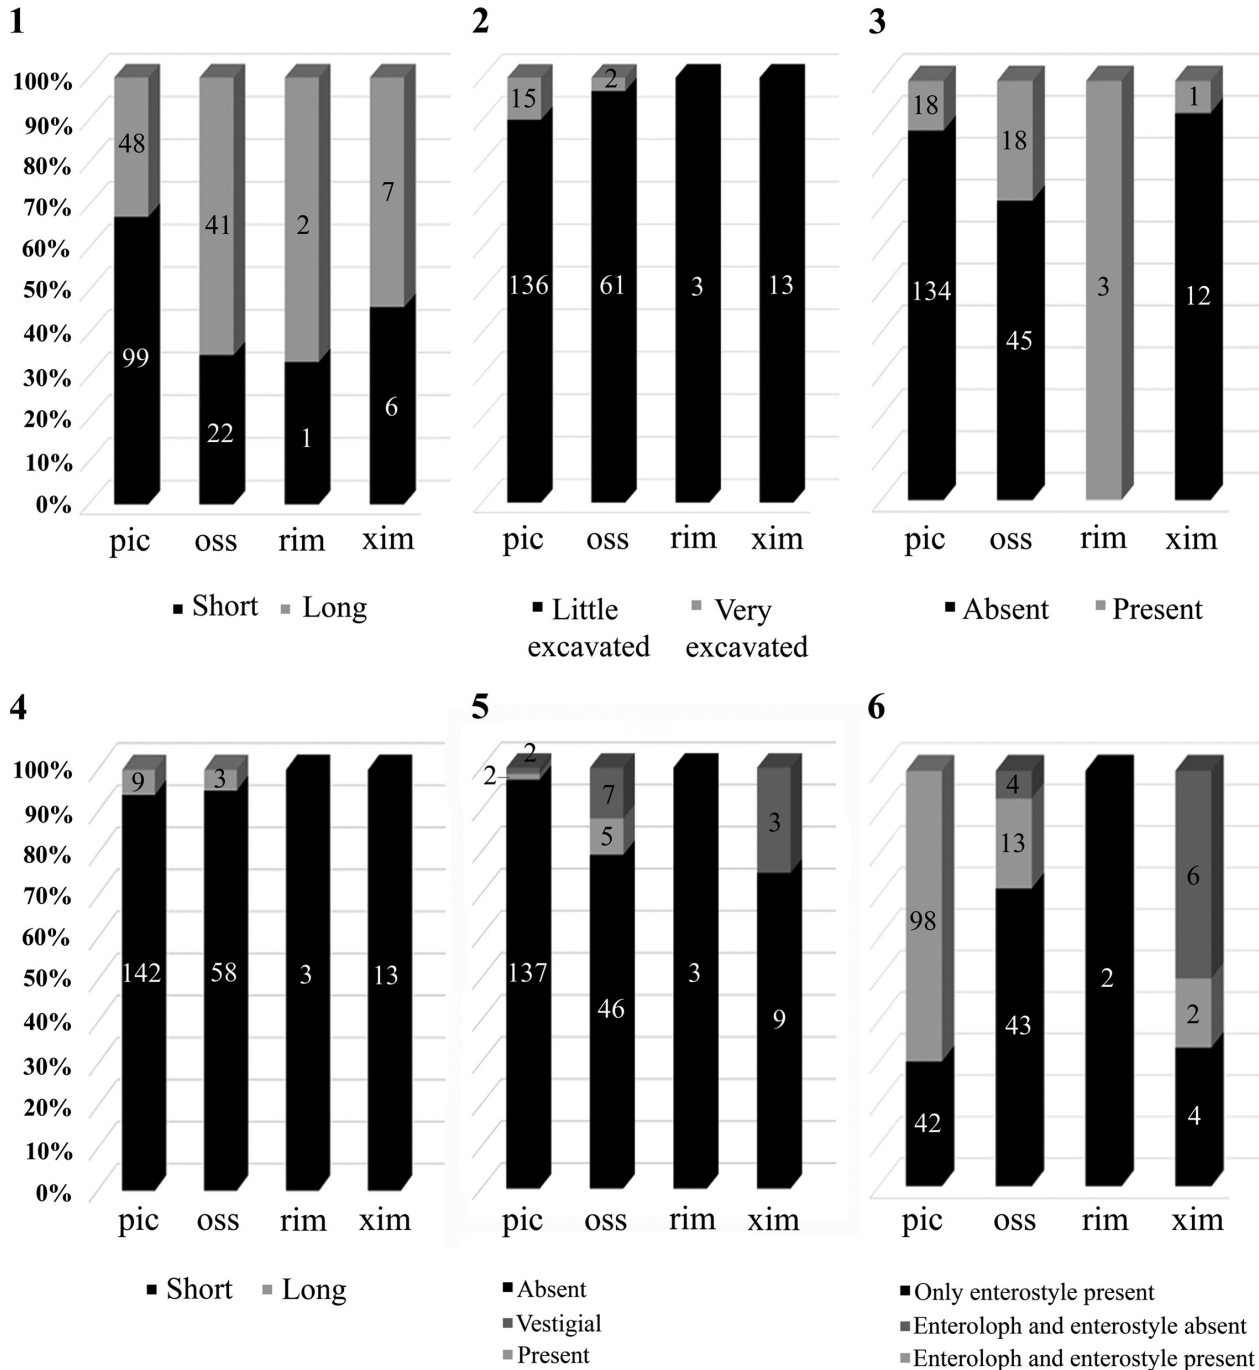 1 2 3
100%
90%
80%
70%
60%
50%
40%
30%
20%
10%
0%
48 41 2 7
99 22 1 6
pic oss rim xim
Short Long
15 2
136 61 3 13
pic oss rim xim
Little excavated
Very excavated
18 18 3 1
134 45 12
pic oss rim xim
Absent Present
4 5 6
100%
90%
80%
70%
60%
50%
40%
30%
20%
10%
0%
9 3
142 58 3 13
pic oss rim xim
Short Long
2 7 3
2 5
137 46 3 9
pic oss rim xim
Absent
Vestigial
Present
4 6
98 13 2
42 43 2 4
pic oss rim xim
Only enterostyle present
Enteroloph and enterostyle absent
Enteroloph and enterostyle present